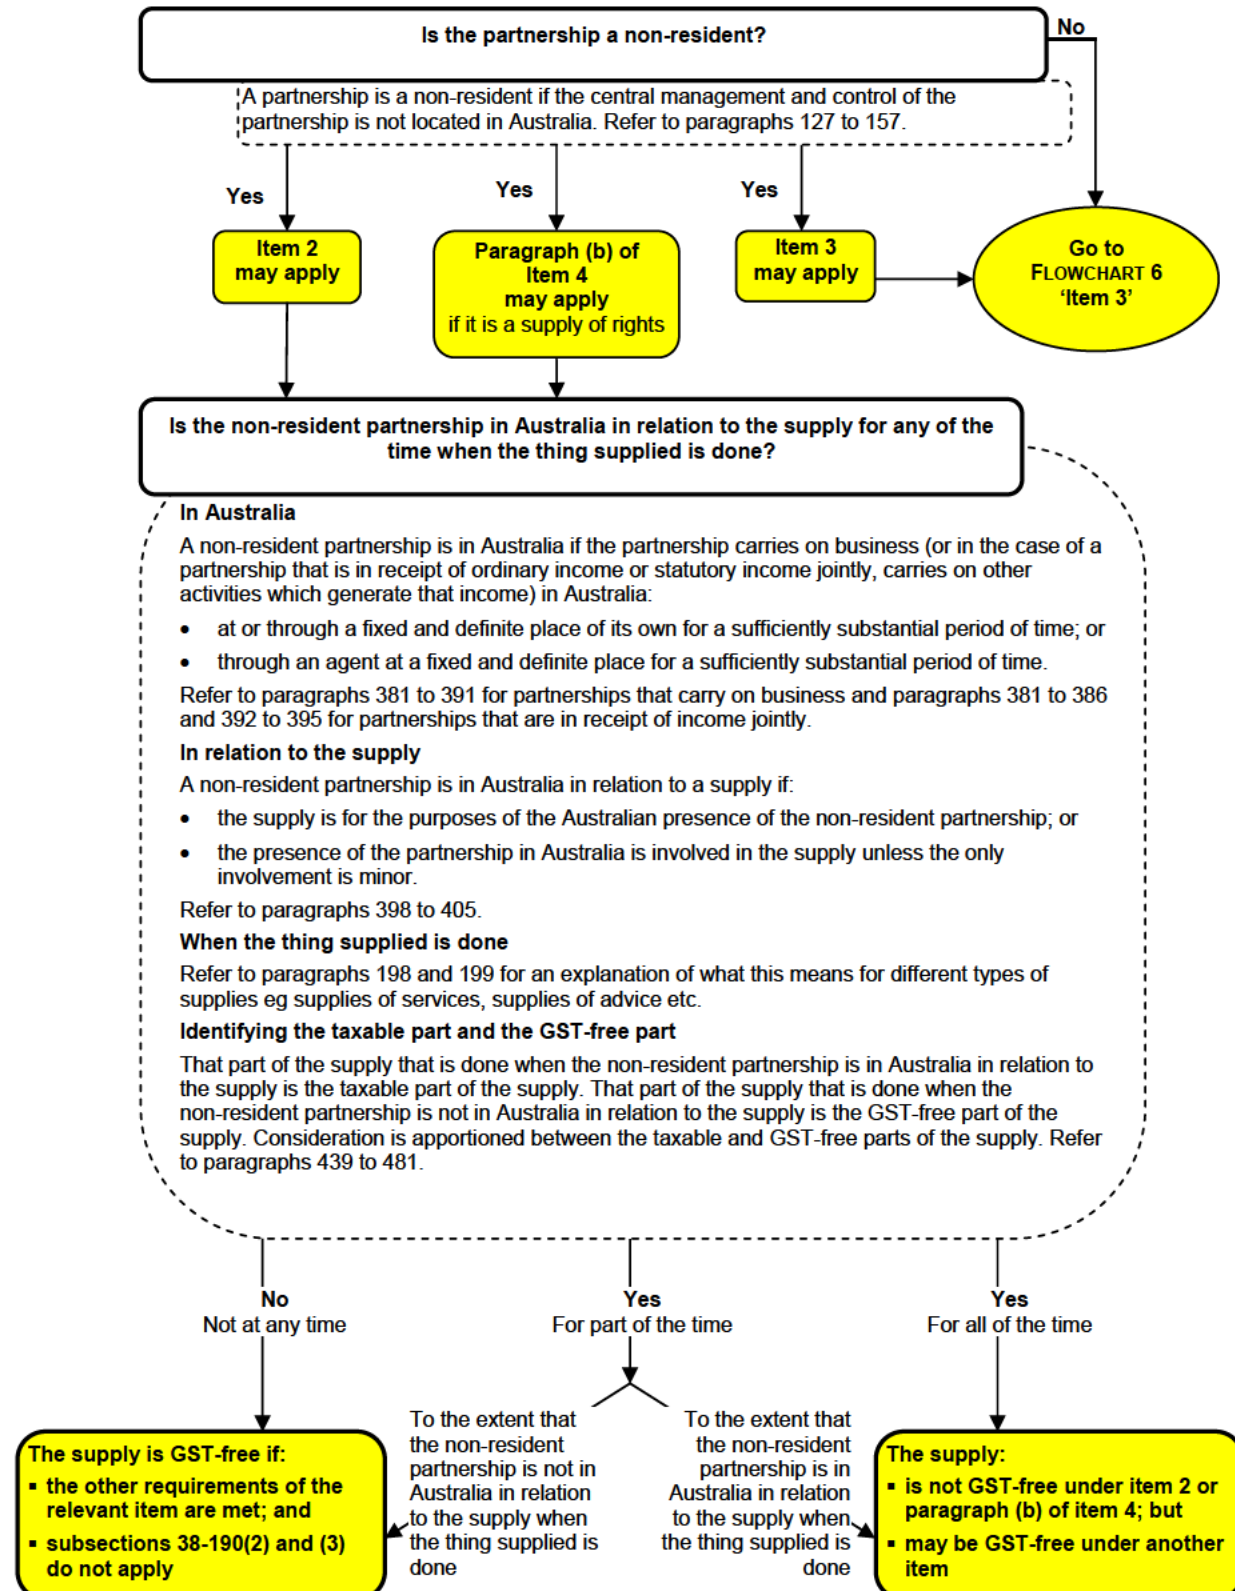 Is the partnership a non-resident?
No
A partnership is a non-resident if the central management and control of the
partnership is not located in Australia. Refer to paragraphs 127 to 157.
Yes
Yes
Yes
Item 2
may apply
Paragraph (b) of
Item 4
may apply
if it is a supply of rights
Item 3
may apply
Go to
FLOWCHART 6
‘Item 3’
Is the non-resident partnership in Australia in relation to the supply for any of the
time when the thing supplied is done?
In Australia
A non-resident partnership is in Australia if the partnership carries on business (or in the case of a
partnership that is in receipt of ordinary income or statutory income jointly, carries on other
activities which generate that income) in Australia:
• at or through a fixed and definite place of its own for a sufficiently substantial period of time; or
• through an agent at a fixed and definite place for a sufficiently substantial period of time.
Refer to paragraphs 381 to 391 for partnerships that carry on business and paragraphs 381 to 386
and 392 to 395 for partnerships that are in receipt of income jointly.
In relation to the supply
A non-resident partnership is in Australia in relation to a supply if:
• the supply is for the purposes of the Australian presence of the non-resident partnership; or
• the presence of the partnership in Australia is involved in the supply unless the only
involvement is minor.
Refer to paragraphs 398 to 405.
When the thing supplied is done
Refer to paragraphs 198 and 199 for an explanation of what this means for different types of
supplies eg supplies of services, supplies of advice etc.
Identifying the taxable part and the GST-free part
That part of the supply that is done when the non-resident partnership is in Australia in relation to
the supply is the taxable part of the supply. That part of the supply that is done when the
non-resident partnership is not in Australia in relation to the supply is the GST-free part of the
supply. Consideration is apportioned between the taxable and GST-free parts of the supply. Refer
to paragraphs 439 to 481.
No
Not at any time
Yes
For part of the time
Yes
For all of the time
The supply is GST-free if:
▪ the other requirements of the
relevant item are met; and
▪ subsections 38-190(2) and (3)
do not apply
To the extent that
the non-resident
partnership is not in
Australia in relation
to the supply when
the thing supplied is
done
To the extent that
the non-resident
partnership is in
Australia in relation
to the supply when
the thing supplied is
done
The supply:
▪ is not GST-free under item 2 or
paragraph (b) of item 4; but
▪ may be GST-free under another
item